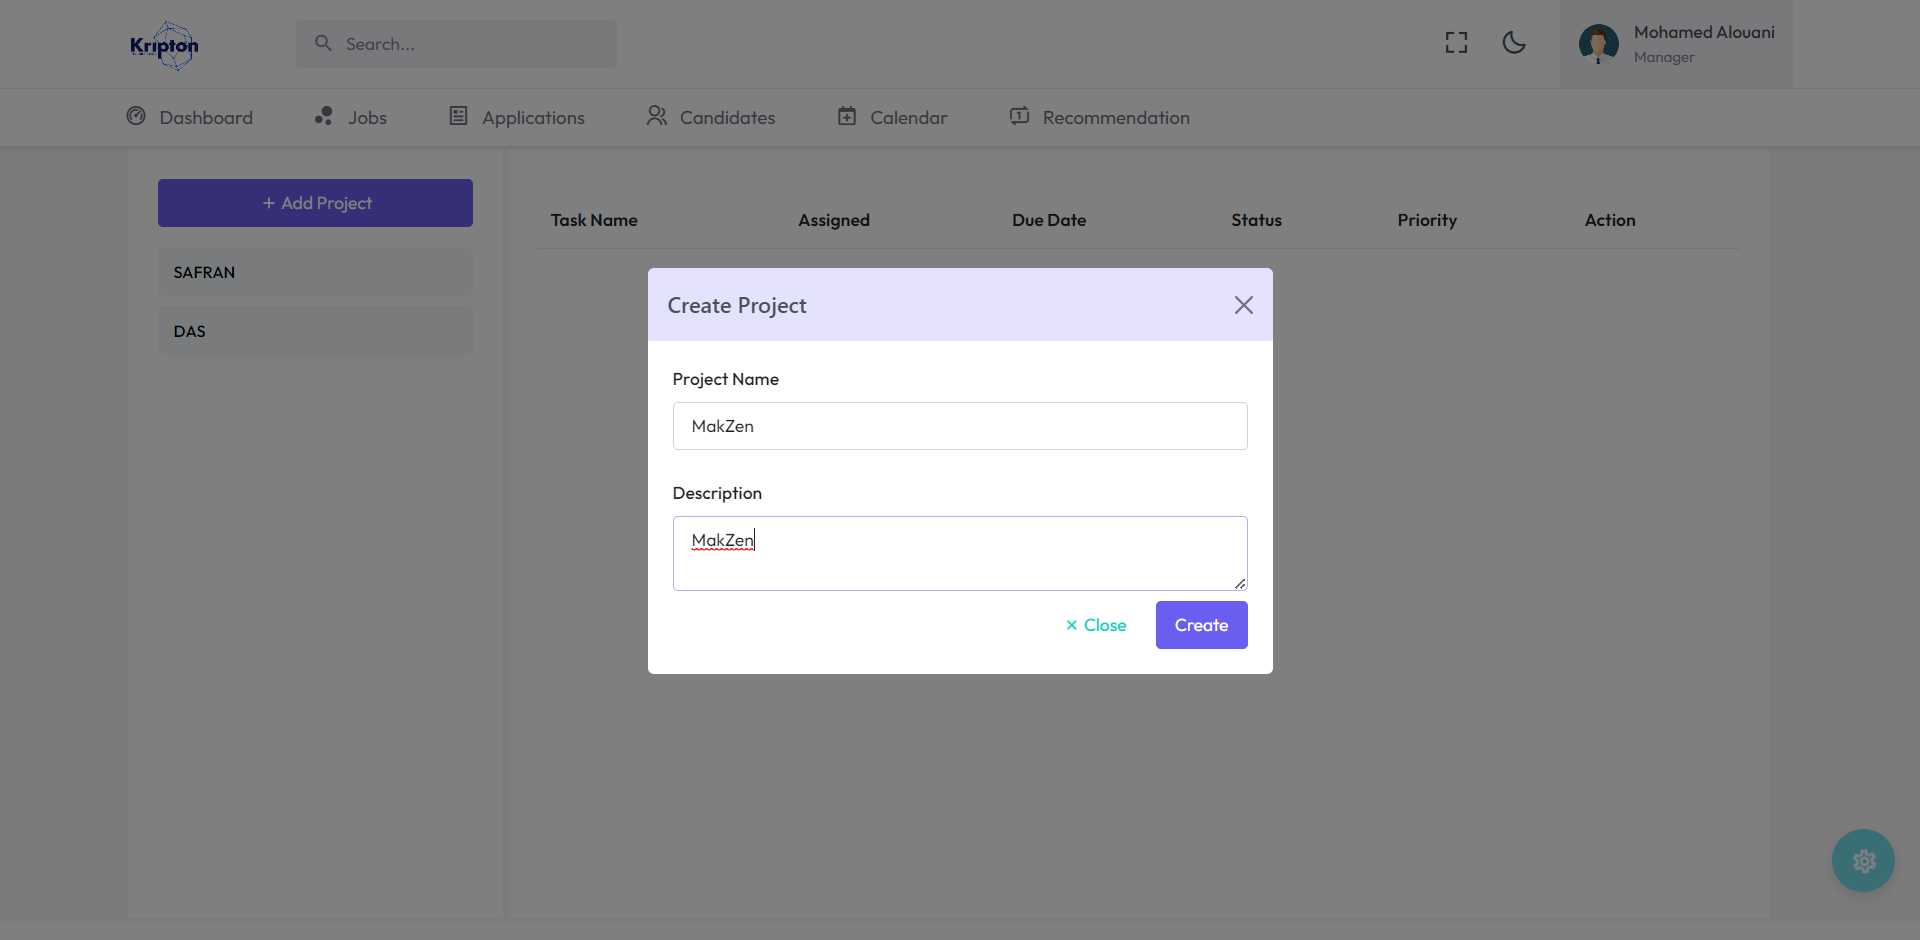 Kripton
Search...
Mohamed Alouani
Manager
Dashboard
Jobs
Applications
Candidates
Calendar
Recommendation
+ Add Project
SAFRAN
DAS
Task Name
Assigned
Due Date
Status
Priority
Action
Create Project
Project Name
MakZen
Description
MakZen
× Close
Create